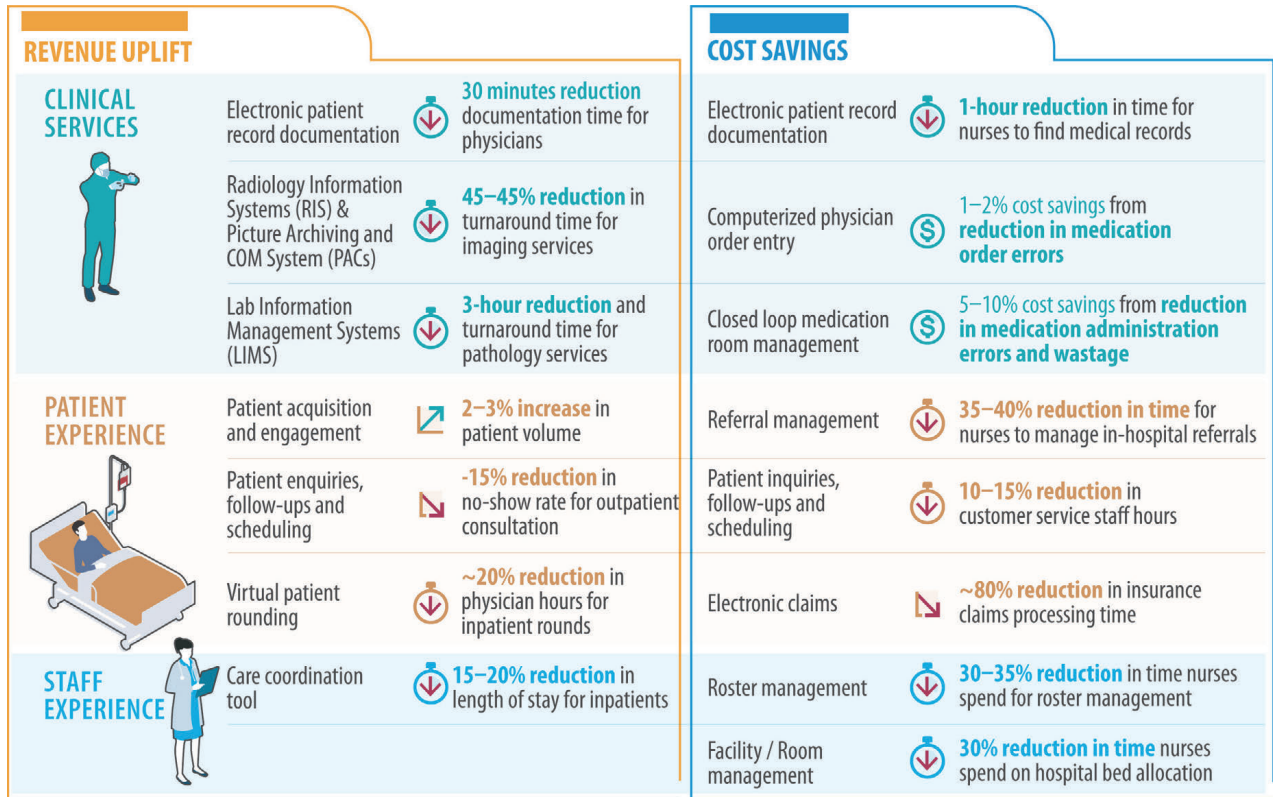 REVENUE UPLIFT
CLINICAL
SERVICES
Electronic patient
record documentation
30 minutes reduction
documentation time for
physicians
Radiology Information
Systems (RIS) &
Picture Archiving and
COM System (PACs)
45–45% reduction in
turnaround time for
imaging services
Lab Information
Management Systems
(LIMS)
3-hour reduction and
turnaround time for
pathology services
PATIENT
EXPERIENCE
Patient acquisition
and engagement
2–3% increase in
patient volume
Patient enquiries,
follow-ups and
scheduling
-15% reduction in
no-show rate for outpatient
consultation
Virtual patient
rounding
~20% reduction in
physician hours for
inpatient rounds
STAFF
EXPERIENCE
Care coordination
tool
15–20% reduction in
length of stay for inpatients
COST SAVINGS
Electronic patient record
documentation
1-hour reduction in time for
nurses to find medical records
Computerized physician
order entry
$
1–2% cost savings from
reduction in medication
order errors
Closed loop medication
room management
$
5–10% cost savings from reduction
in medication administration
errors and wastage
Referral management
35–40% reduction in time for
nurses to manage in-hospital referrals
Patient inquiries,
follow-ups and
scheduling
10–15% reduction in
customer service staff hours
Electronic claims
~80% reduction in insurance
claims processing time
Roster management
30–35% reduction in time nurses
spend for roster management
Facility / Room
management
30% reduction in time nurses
spend on hospital bed allocation